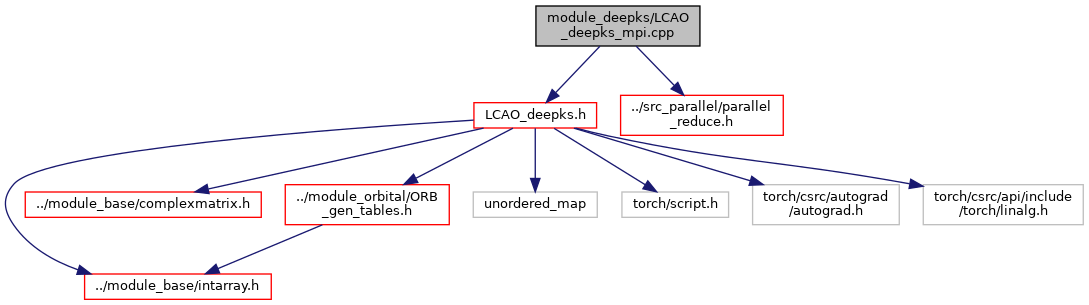 module_deepks/LCAO
_deepks_mpi.cpp
LCAO_deepks.h
../src_parallel/parallel
_reduce.h
../module_base/complexmatrix.h
../module_orbital/ORB
_gen_tables.h
unordered_map
torch/script.h
torch/csrc/autograd
/autograd.h
torch/csrc/api/include
/torch/linalg.h
../module_base/intarray.h